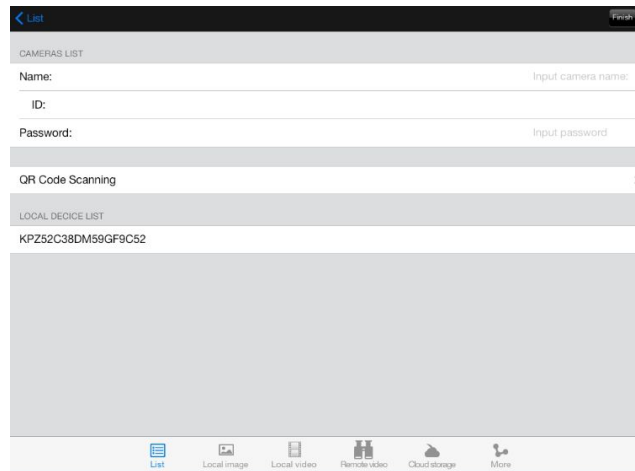 List
Finish
CAMERAS LIST
Name: Input camera name:
ID:
Password: Input password
QR Code Scanning
LOCAL DECICE LIST
KPZ52C38DM59GF9C52
List Local image Local video Remote video Cloud storage More